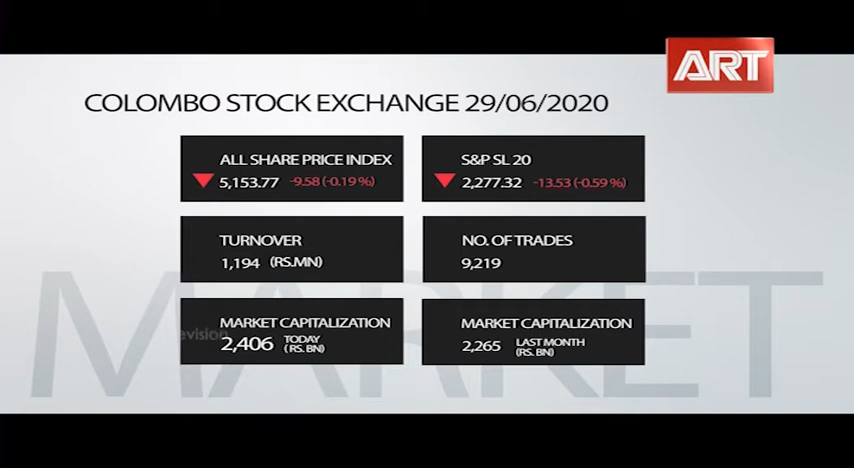 ART
COLOMBO STOCK EXCHANGE 29/06/2020
ALL SHARE PRICE INDEX
5,153.77 -9.58 (-0.19%)
S&P SL 20
2,277.32 -13.53 (-0.59%)
TURNOVER
1,194 (RS.MN)
NO. OF TRADES
9,219
MARKET CAPITALIZATION
2,406 TODAY
(RS. BN)
MARKET CAPITALIZATION
2,265 LAST MONTH
(RS. BN)
evision
MARKET